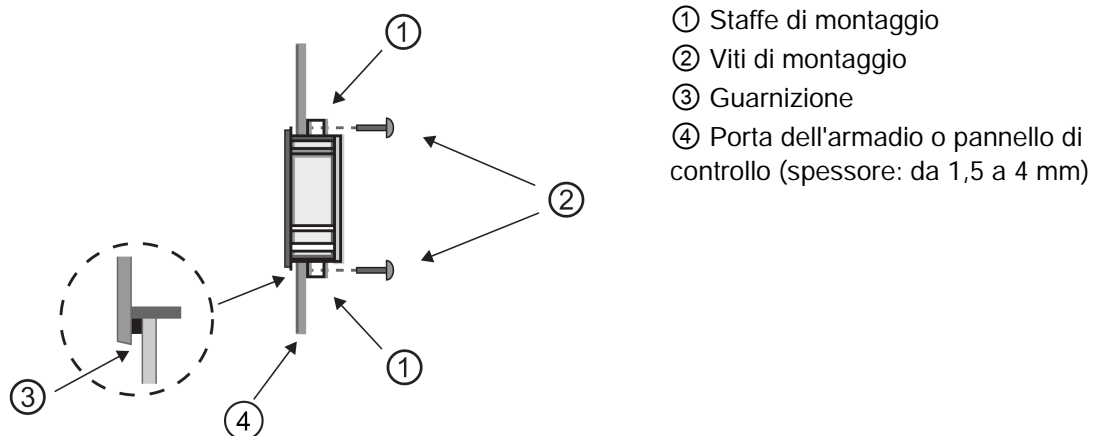 ①
②
①
③
④
① Staffe di montaggio
② Viti di montaggio
③ Guarnizione
④ Porta dell'armadio o pannello di
controllo (spessore: da 1,5 a 4 mm)